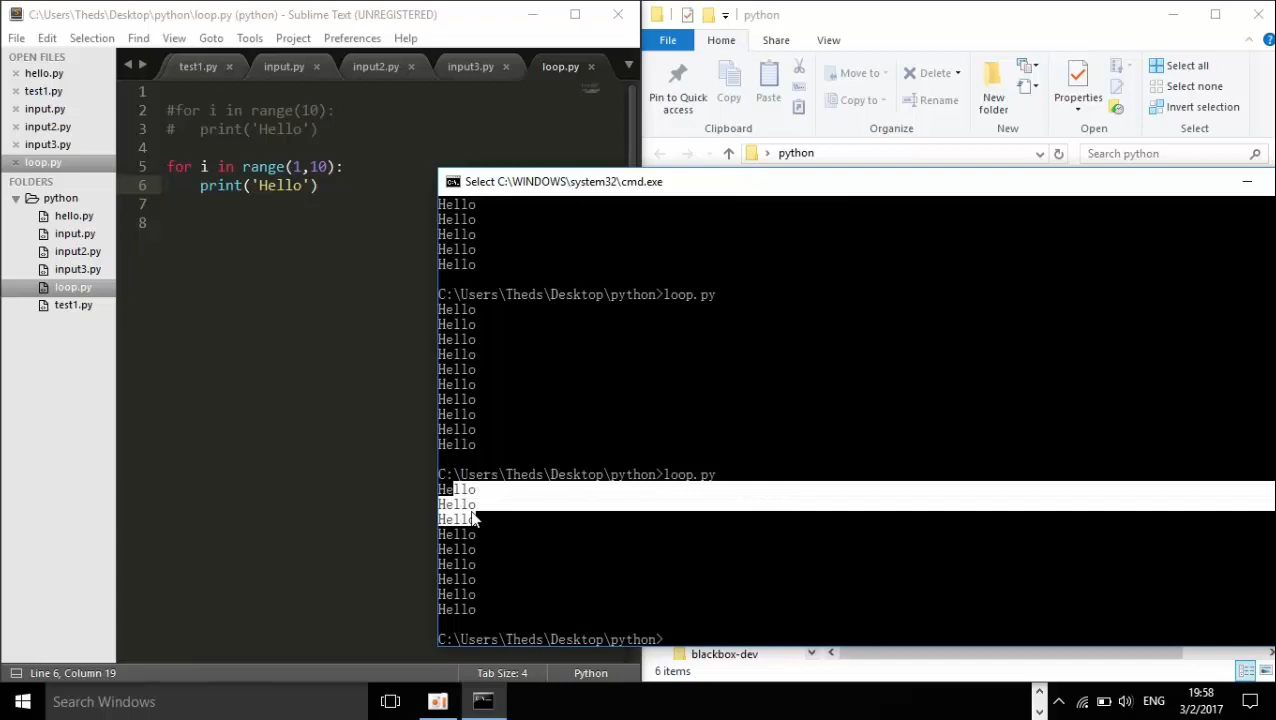 C:\Users\Theds\Desktop\python\loop.py (python) - Sublime Text (UNREGISTERED)
File Edit Selection Find View Goto Tools Project Preferences Help
OPEN FILES
hello.py
test1.py
input.py
input2.py
input3.py
loop.py
FOLDERS
python
hello.py
input.py
input2.py
input3.py
loop.py
test1.py
test1.py input.py input2.py input3.py loop.py
1
2 #for i in range(10):
3 #   print('Hello')
4
5 for i in range(1,10):
6     print('Hello')
7
8
Line 6, Column 19 Tab Size: 4 Python
python
File Home Share View
Pin to Quick access
Copy
Paste
Clipboard
Move to
Copy to
Delete
Rename
Organize
New folder
New
Properties
Open
Select all
Select none
Invert selection
Select
python
Search python
Select C:\WINDOWS\system32\cmd.exe
Hello
Hello
Hello
Hello
Hello
C:\Users\Theds\Desktop\python>loop.py
Hello
Hello
Hello
Hello
Hello
Hello
Hello
Hello
Hello
Hello
C:\Users\Theds\Desktop\python>loop.py
Hello
Hello
Hello
Hello
Hello
Hello
Hello
Hello
Hello
C:\Users\Theds\Desktop\python>
blackbox-dev
6 items
Search Windows
ENG
19:58
3/2/2017